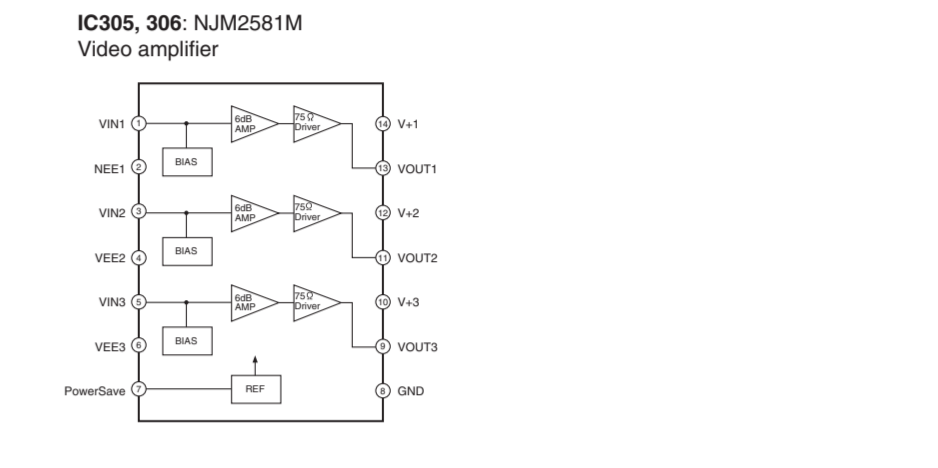 IC305, 306: NJM2581M
Video amplifier
VIN1 1 6dB AMP 75Ω Driver 14 V+1
NEE1 2 BIAS 13 VOUT1
VIN2 3 6dB AMP 75Ω Driver 12 V+2
VEE2 4 BIAS 11 VOUT2
VIN3 5 6dB AMP 75Ω Driver 10 V+3
VEE3 6 BIAS 9 VOUT3
PowerSave 7 REF 8 GND